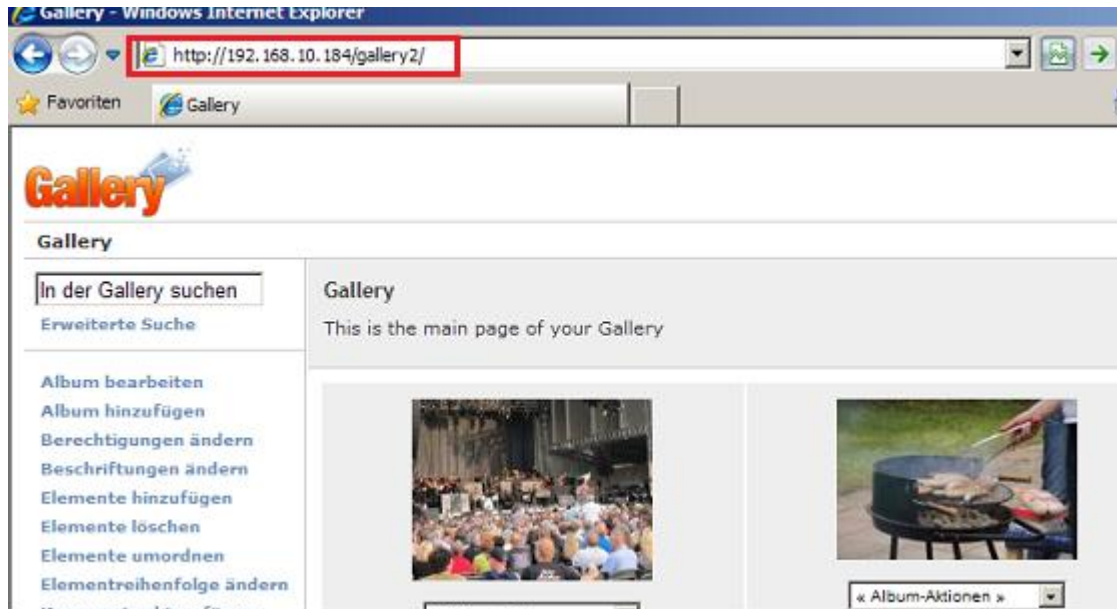 Gallery - Windows Internet Explorer
http://192.168.10.184/gallery2/
Favoriten
Gallery
Gallery
Gallery
In der Gallery suchen
Erweiterte Suche
Album bearbeiten
Album hinzufügen
Berechtigungen ändern
Beschriftungen ändern
Elemente hinzufügen
Elemente löschen
Elemente umordnen
Elementreihenfolge ändern
Gallery
This is the main page of your Gallery
« Album-Aktionen »